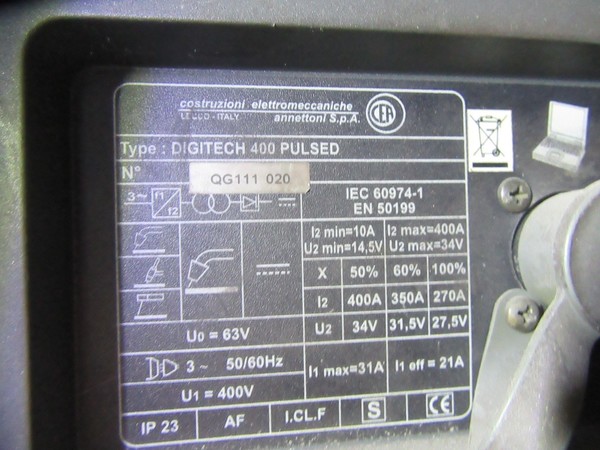 costruzioni elettromeccaniche
LECCO - ITALY annettoni S.p.A.
CEA
Type : DIGITECH 400 PULSED
N° QG111 020
3~ f1 f2
IEC 60974-1
EN 50199
I2 min=10A I2 max=400A
U2 min=14,5V U2 max=34V
X 50% 60% 100%
I2 400A 350A 270A
U2 34V 31,5V 27,5V
U0 = 63V
3 ~ 50/60Hz
I1 max=31A I1 eff = 21A
U1 = 400V
IP 23 AF I.CL.F S CE